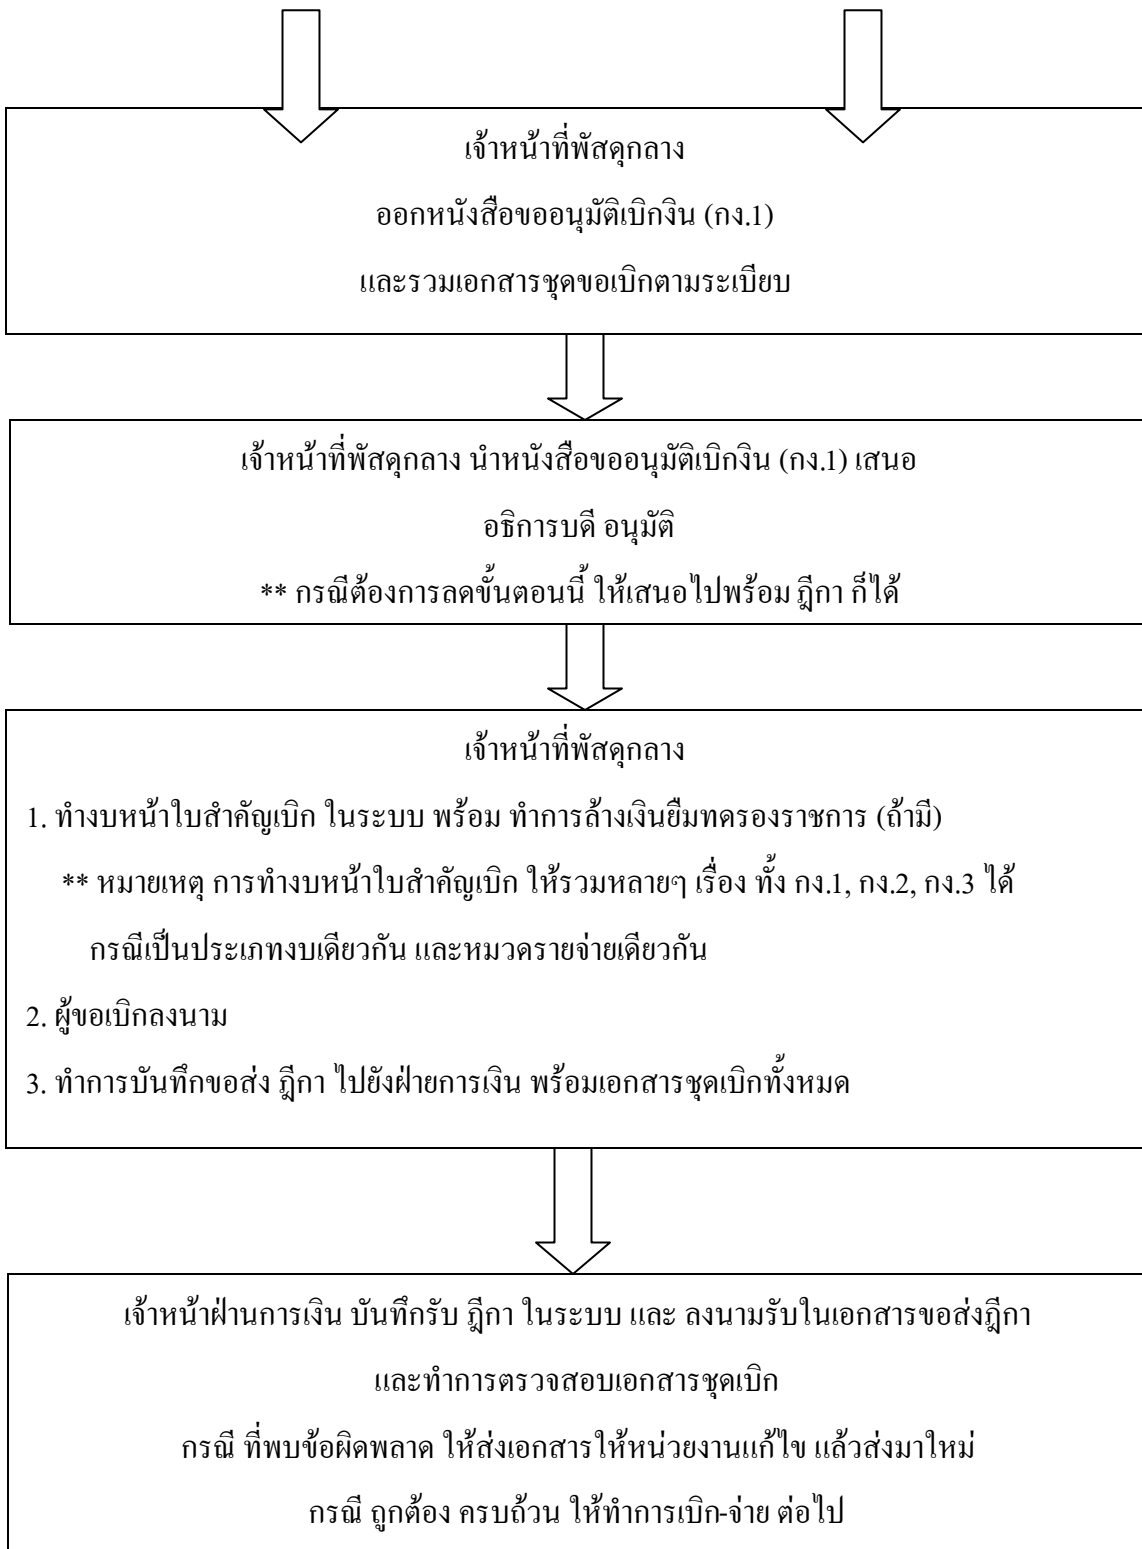 เจ้าหน้าที่พัสดุกลาง
ออกหนังสือขออนุมัติเบิกงิน (กง.1)
และรวมเอกสารชุดขอเบิกตามระเบียบ
เจ้าหน้าที่พัสดุกลาง นำหนังสือขออนุมัติเบิกงิน (กง.1) เสนอ
อธิการบดี อนุมัติ
** กรณีต้องการลดขั้นตอนนี้ ให้เสนอไปพร้อม ฎีกา ก็ได้
เจ้าหน้าที่พัสดุกลาง
1. ทำงบหน้าใบสำคัญเบิก ในระบบ พร้อม ทำการล้างเงินยืมทดรองราชการ (ถ้ามี)
** หมายเหตุ การทำงบหน้าใบสำคัญเบิก ให้รวมหลายๆ เรื่อง ทั้ง กง.1, กง.2, กง.3 ได้
กรณีเป็นประเภทงบเดียวกัน และหมวดรายจ่ายเดียวกัน
2. ผู้ขอเบิกลงนาม
3. ทำการบันทึกขอส่ง ฎีกา ไปยังฝ่ายการเงิน พร้อมเอกสารชุดเบิกทั้งหมด
เจ้าหน้าฝ่านการเงิน บันทึกรับ ฎีกา ในระบบ และ ลงนามรับในเอกสารขอส่งฎีกา
และทำการตรวจสอบเอกสารชุดเบิก
กรณี ที่พบข้อผิดพลาด ให้ส่งเอกสารให้หน่วยงานแก้ไข แล้วส่งมาใหม่
กรณี ถูกต้อง ครบถ้วน ให้ทำการเบิก-จ่าย ต่อไป